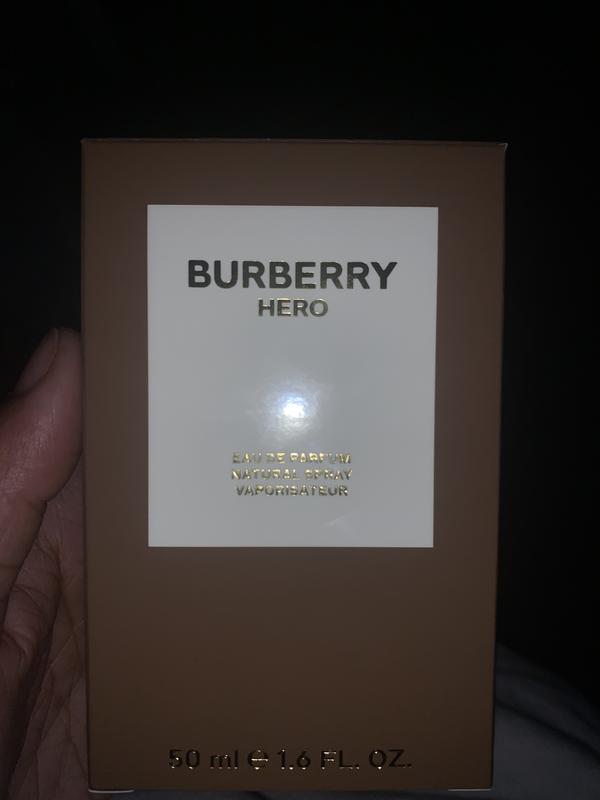 BURBERRY
HERO
EAU DE PARFUM
NATURAL SPRAY
VAPORISATEUR
50 ml ℮ 1.6 FL. OZ.